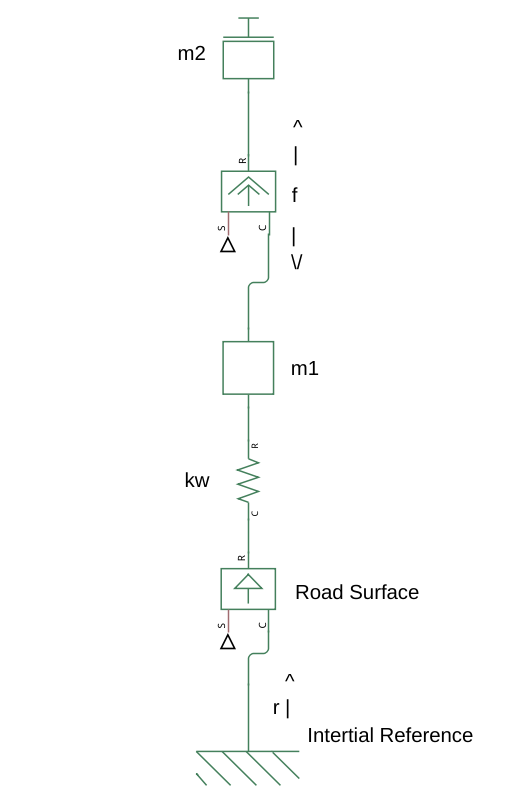 m2
^
|
R
f
S
C
|
\/
m1
R
kw
C
R
Road Surface
S
C
^
r |
Intertial Reference